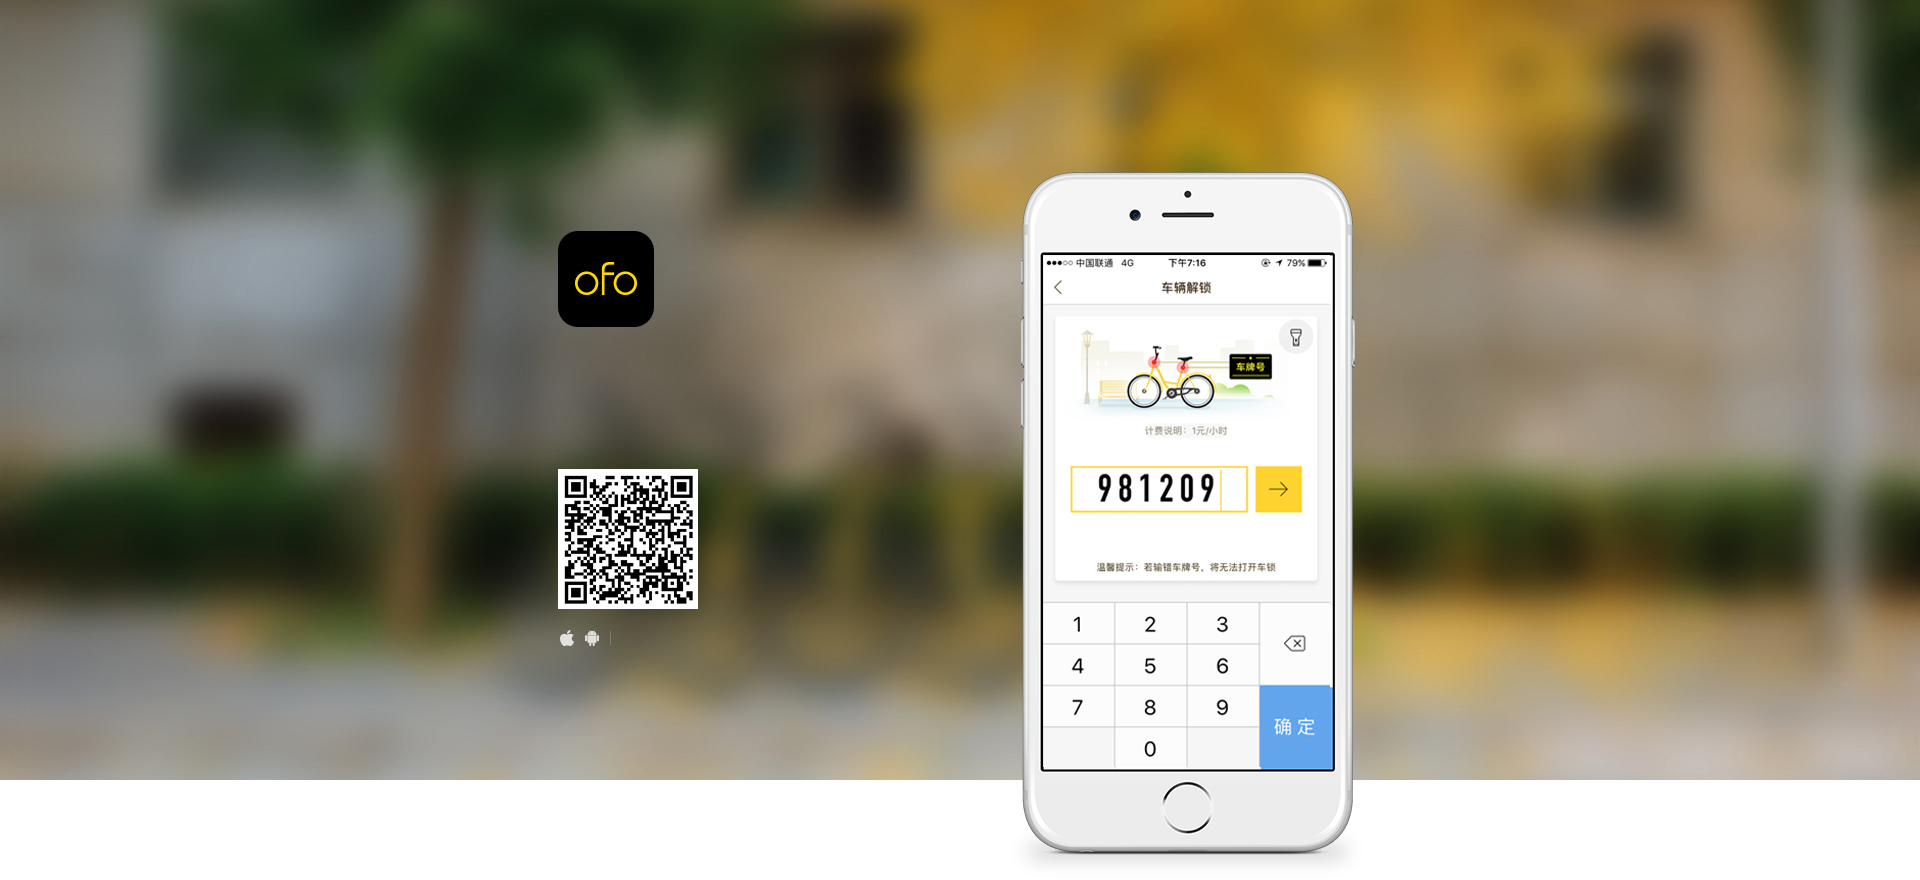 ofo
中国联通 4G 下午7:16 79%
车辆解锁
车牌号
计费说明：1元/小时
981209
温馨提示：若输错车牌号，将无法打开车锁
1 2 3
4 5 6
7 8 9
确 定
0